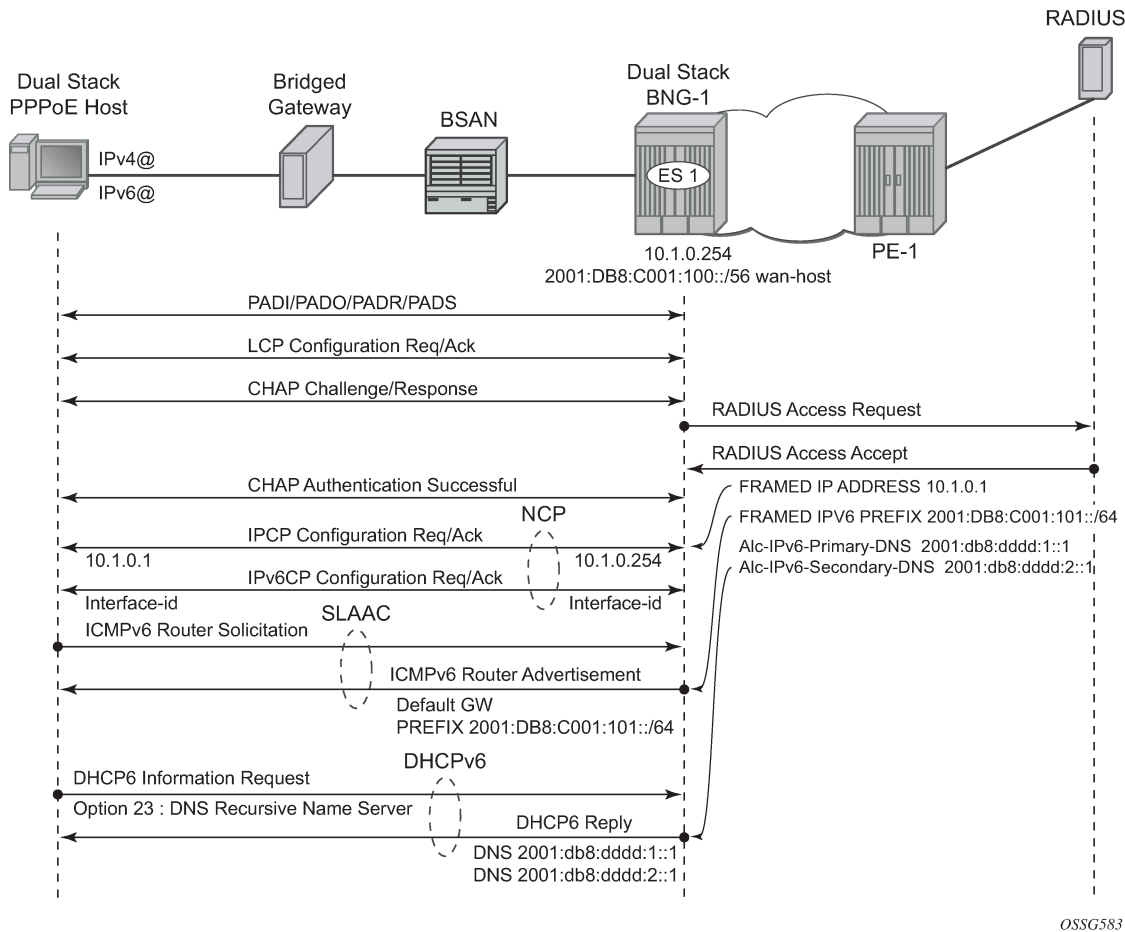 RADIUS
Dual Stack
PPPoE Host
Bridged
Gateway
BSAN
Dual Stack
BNG-1
IPv4@
IPv6@
ES 1
PE-1
10.1.0.254
2001:DB8:C001:100::/56 wan-host
PADI/PADO/PADR/PADS
LCP Configuration Req/Ack
CHAP Challenge/Response
RADIUS Access Request
RADIUS Access Accept
CHAP Authentication Successful
FRAMED IP ADDRESS 10.1.0.1
NCP
FRAMED IPV6 PREFIX 2001:DB8:C001:101::/64
IPCP Configuration Req/Ack
Alc-IPv6-Primary-DNS 2001:db8:dddd:1::1
10.1.0.1
10.1.0.254
Alc-IPv6-Secondary-DNS 2001:db8:dddd:2::1
IPv6CP Configuration Req/Ack
Interface-id
Interface-id
SLAAC
ICMPv6 Router Solicitation
ICMPv6 Router Advertisement
Default GW
PREFIX 2001:DB8:C001:101::/64
DHCPv6
DHCP6 Information Request
Option 23 : DNS Recursive Name Server
DHCP6 Reply
DNS 2001:db8:dddd:1::1
DNS 2001:db8:dddd:2::1
OSSG583